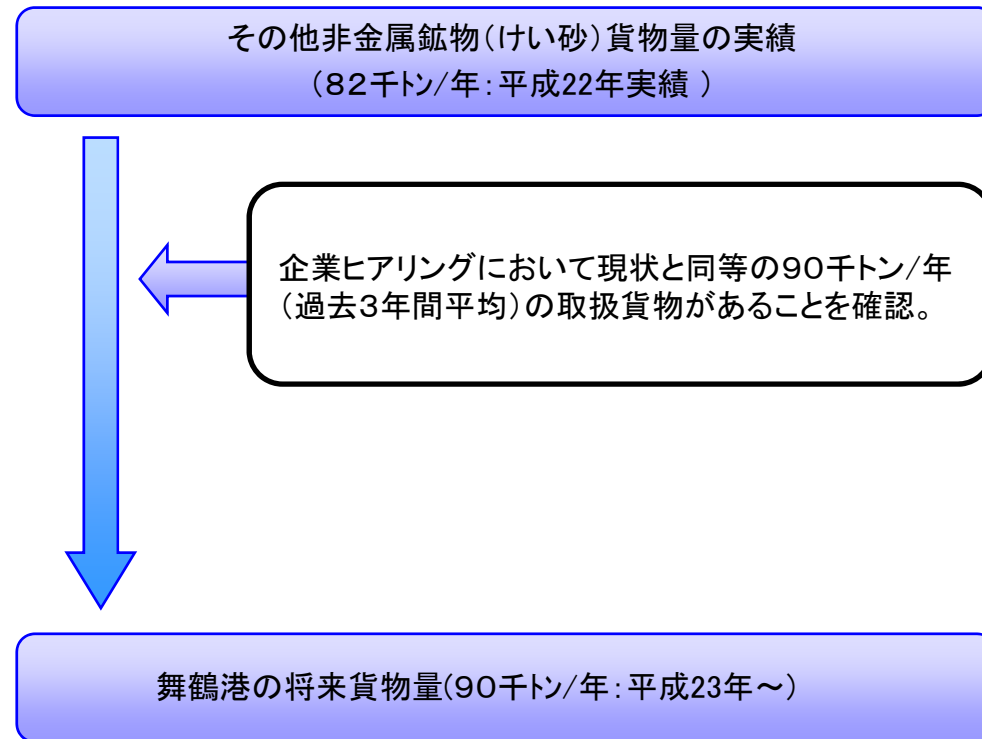 その他非金属鉱物（けい砂）貨物量の実績
（８２千トン/年：平成22年実績 ）
企業ヒアリングにおいて現状と同等の９０千トン/年
（過去３年間平均）の取扱貨物があることを確認。
舞鶴港の将来貨物量(９０千トン/年：平成23年～）